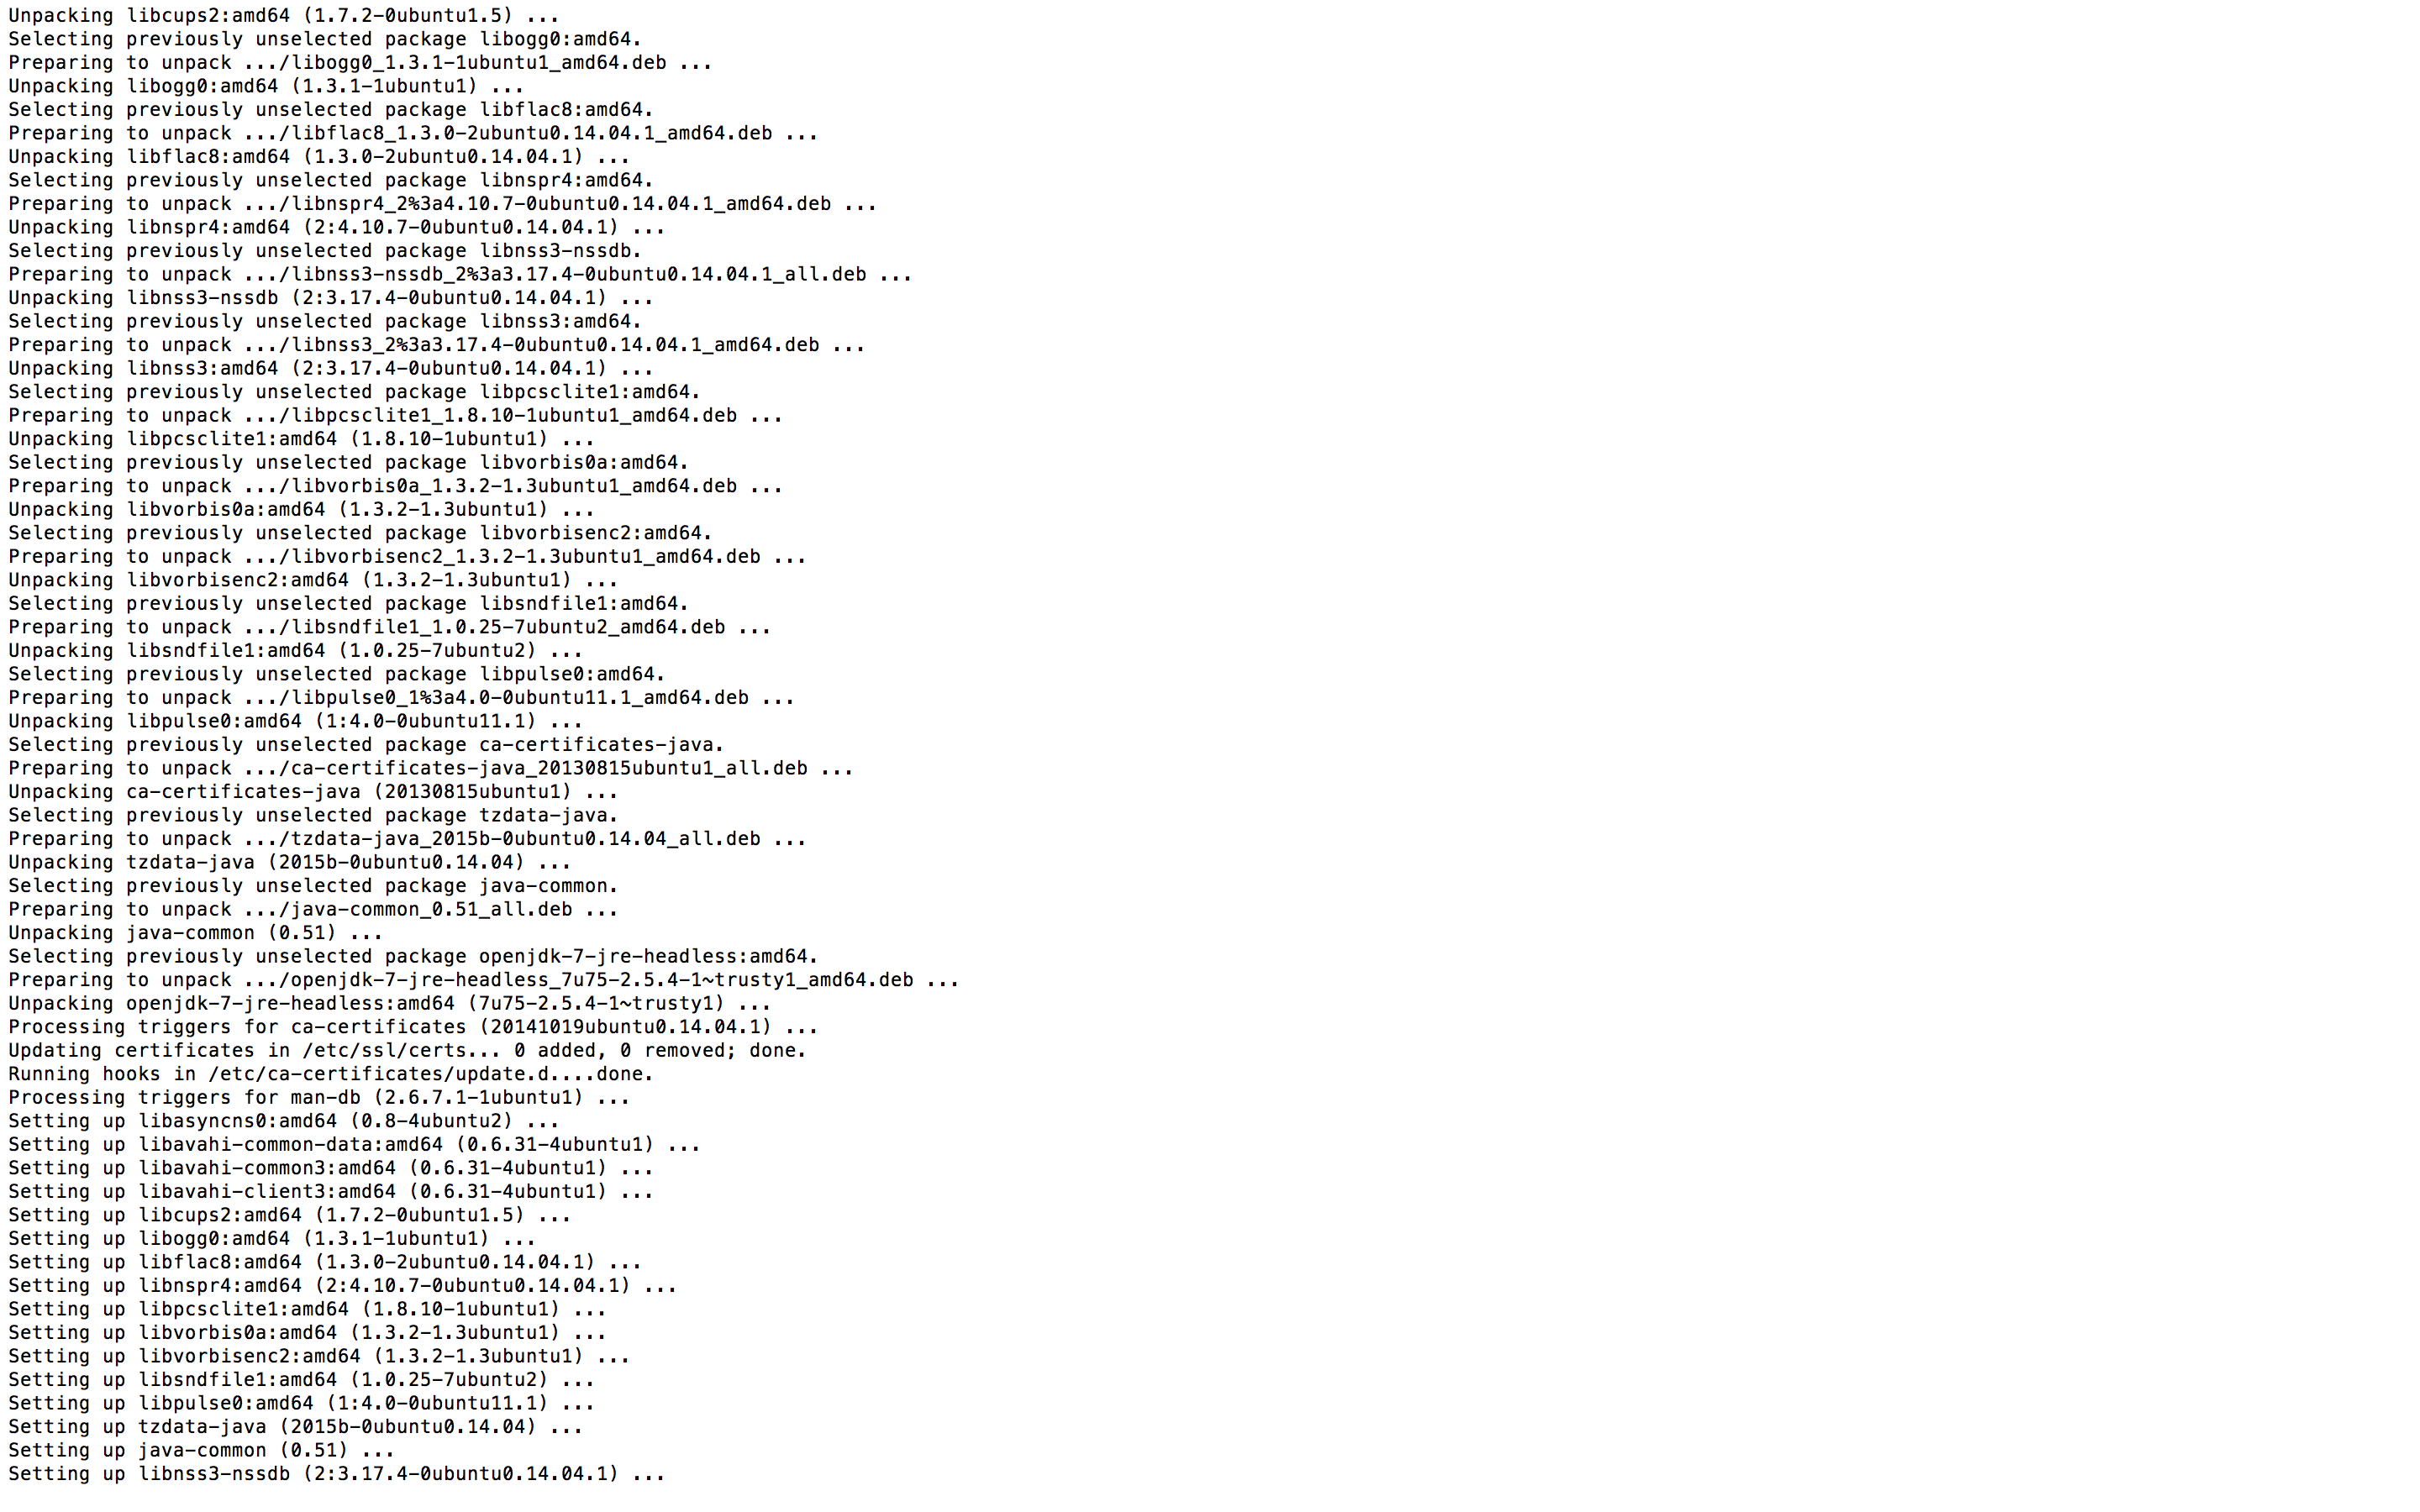 Unpacking libcups2:amd64 (1.7.2-0ubuntu1.5) ...
Selecting previously unselected package libogg0:amd64.
Preparing to unpack .../libogg0_1.3.1-1ubuntu1_amd64.deb ...
Unpacking libogg0:amd64 (1.3.1-1ubuntu1) ...
Selecting previously unselected package libflac8:amd64.
Preparing to unpack .../libflac8_1.3.0-2ubuntu0.14.04.1_amd64.deb ...
Unpacking libflac8:amd64 (1.3.0-2ubuntu0.14.04.1) ...
Selecting previously unselected package libnspr4:amd64.
Preparing to unpack .../libnspr4_2%3a4.10.7-0ubuntu0.14.04.1_amd64.deb ...
Unpacking libnspr4:amd64 (2:4.10.7-0ubuntu0.14.04.1) ...
Selecting previously unselected package libnss3-nssdb.
Preparing to unpack .../libnss3-nssdb_2%3a3.17.4-0ubuntu0.14.04.1_all.deb ...
Unpacking libnss3-nssdb (2:3.17.4-0ubuntu0.14.04.1) ...
Selecting previously unselected package libnss3:amd64.
Preparing to unpack .../libnss3_2%3a3.17.4-0ubuntu0.14.04.1_amd64.deb ...
Unpacking libnss3:amd64 (2:3.17.4-0ubuntu0.14.04.1) ...
Selecting previously unselected package libpcsclite1:amd64.
Preparing to unpack .../libpcsclite1_1.8.10-1ubuntu1_amd64.deb ...
Unpacking libpcsclite1:amd64 (1.8.10-1ubuntu1) ...
Selecting previously unselected package libvorbis0a:amd64.
Preparing to unpack .../libvorbis0a_1.3.2-1.3ubuntu1_amd64.deb ...
Unpacking libvorbis0a:amd64 (1.3.2-1.3ubuntu1) ...
Selecting previously unselected package libvorbisenc2:amd64.
Preparing to unpack .../libvorbisenc2_1.3.2-1.3ubuntu1_amd64.deb ...
Unpacking libvorbisenc2:amd64 (1.3.2-1.3ubuntu1) ...
Selecting previously unselected package libsndfile1:amd64.
Preparing to unpack .../libsndfile1_1.0.25-7ubuntu2_amd64.deb ...
Unpacking libsndfile1:amd64 (1.0.25-7ubuntu2) ...
Selecting previously unselected package libpulse0:amd64.
Preparing to unpack .../libpulse0_1%3a4.0-0ubuntu11.1_amd64.deb ...
Unpacking libpulse0:amd64 (1:4.0-0ubuntu11.1) ...
Selecting previously unselected package ca-certificates-java.
Preparing to unpack .../ca-certificates-java_20130815ubuntu1_all.deb ...
Unpacking ca-certificates-java (20130815ubuntu1) ...
Selecting previously unselected package tzdata-java.
Preparing to unpack .../tzdata-java_2015b-0ubuntu0.14.04_all.deb ...
Unpacking tzdata-java (2015b-0ubuntu0.14.04) ...
Selecting previously unselected package java-common.
Preparing to unpack .../java-common_0.51_all.deb ...
Unpacking java-common (0.51) ...
Selecting previously unselected package openjdk-7-jre-headless:amd64.
Preparing to unpack .../openjdk-7-jre-headless_7u75-2.5.4-1~trusty1_amd64.deb ...
Unpacking openjdk-7-jre-headless:amd64 (7u75-2.5.4-1~trusty1) ...
Processing triggers for ca-certificates (20141019ubuntu0.14.04.1) ...
Updating certificates in /etc/ssl/certs... 0 added, 0 removed; done.
Running hooks in /etc/ca-certificates/update.d....done.
Processing triggers for man-db (2.6.7.1-1ubuntu1) ...
Setting up libasyncns0:amd64 (0.8-4ubuntu2) ...
Setting up libavahi-common-data:amd64 (0.6.31-4ubuntu1) ...
Setting up libavahi-common3:amd64 (0.6.31-4ubuntu1) ...
Setting up libavahi-client3:amd64 (0.6.31-4ubuntu1) ...
Setting up libcups2:amd64 (1.7.2-0ubuntu1.5) ...
Setting up libogg0:amd64 (1.3.1-1ubuntu1) ...
Setting up libflac8:amd64 (1.3.0-2ubuntu0.14.04.1) ...
Setting up libnspr4:amd64 (2:4.10.7-0ubuntu0.14.04.1) ...
Setting up libpcsclite1:amd64 (1.8.10-1ubuntu1) ...
Setting up libvorbis0a:amd64 (1.3.2-1.3ubuntu1) ...
Setting up libvorbisenc2:amd64 (1.3.2-1.3ubuntu1) ...
Setting up libsndfile1:amd64 (1.0.25-7ubuntu2) ...
Setting up libpulse0:amd64 (1:4.0-0ubuntu11.1) ...
Setting up tzdata-java (2015b-0ubuntu0.14.04) ...
Setting up java-common (0.51) ...
Setting up libnss3-nssdb (2:3.17.4-0ubuntu0.14.04.1) ...